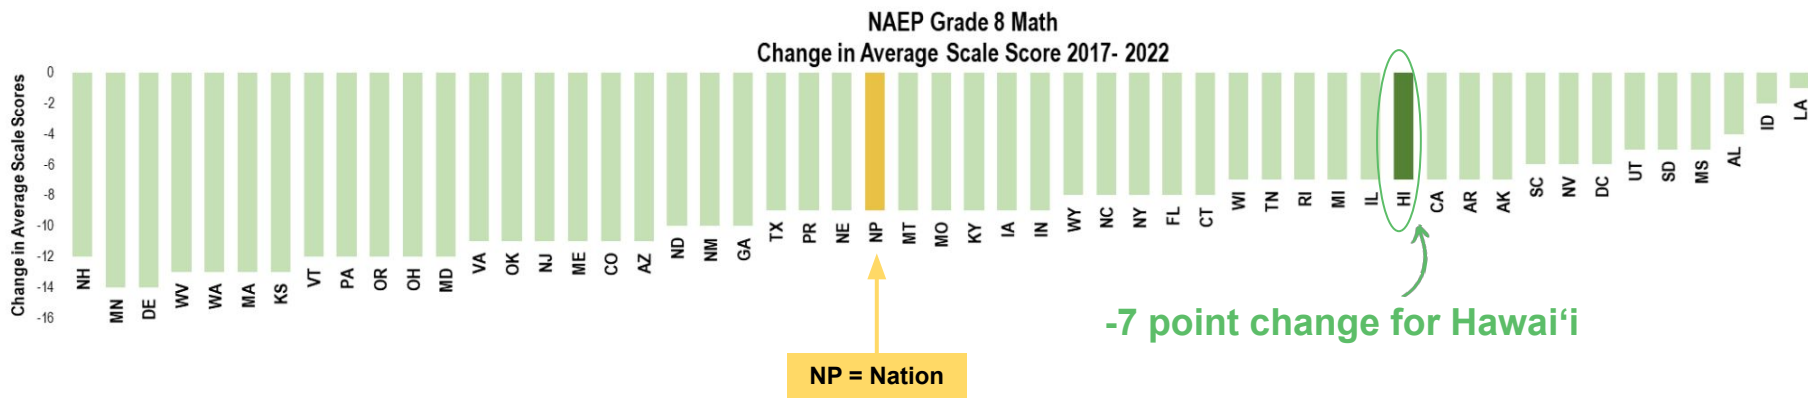 NAEP Grade 8 Math
Change in Average Scale Score 2017- 2022
Change in Average Scale Scores
0
-2
-4
-6
-8
-10
-12
-14
-16
NH
MN
DE
WV
WA
MA
KS
VT
PA
OR
OH
MD
VA
OK
NJ
ME
CO
AZ
ND
NM
GA
TX
PR
NE
NP
MT
MO
KY
IA
IN
WY
NC
NY
FL
CT
WI
TN
RI
MI
IL
HI
CA
AR
AK
SC
NV
DC
UT
SD
MS
AL
ID
LA
-7 point change for Hawaiʻi
NP = Nation